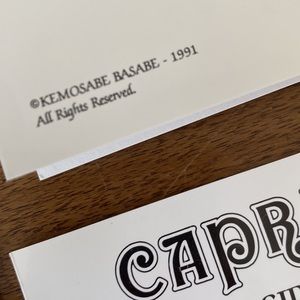 ©KEMOSABE BASABE - 1991
All Rights Reserved.
CAPR